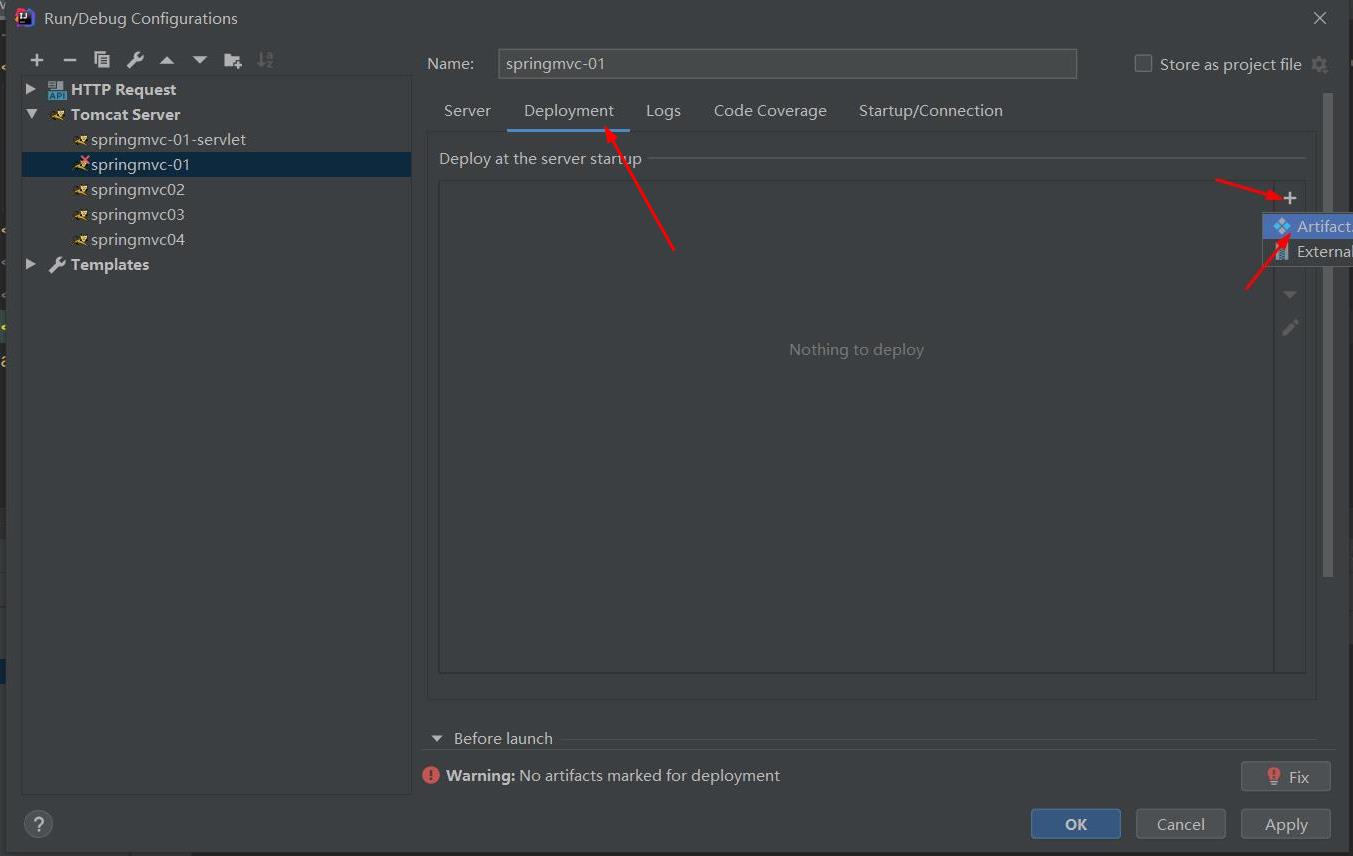 Run/Debug Configurations
Name: springmvc-01
Store as project file
HTTP Request
Tomcat Server
springmvc-01-servlet
springmvc-01
springmvc02
springmvc03
springmvc04
Templates
Server Deployment Logs Code Coverage Startup/Connection
Deploy at the server startup
Artifact.
External
Nothing to deploy
Before launch
Warning: No artifacts marked for deployment
Fix
? OK Cancel Apply